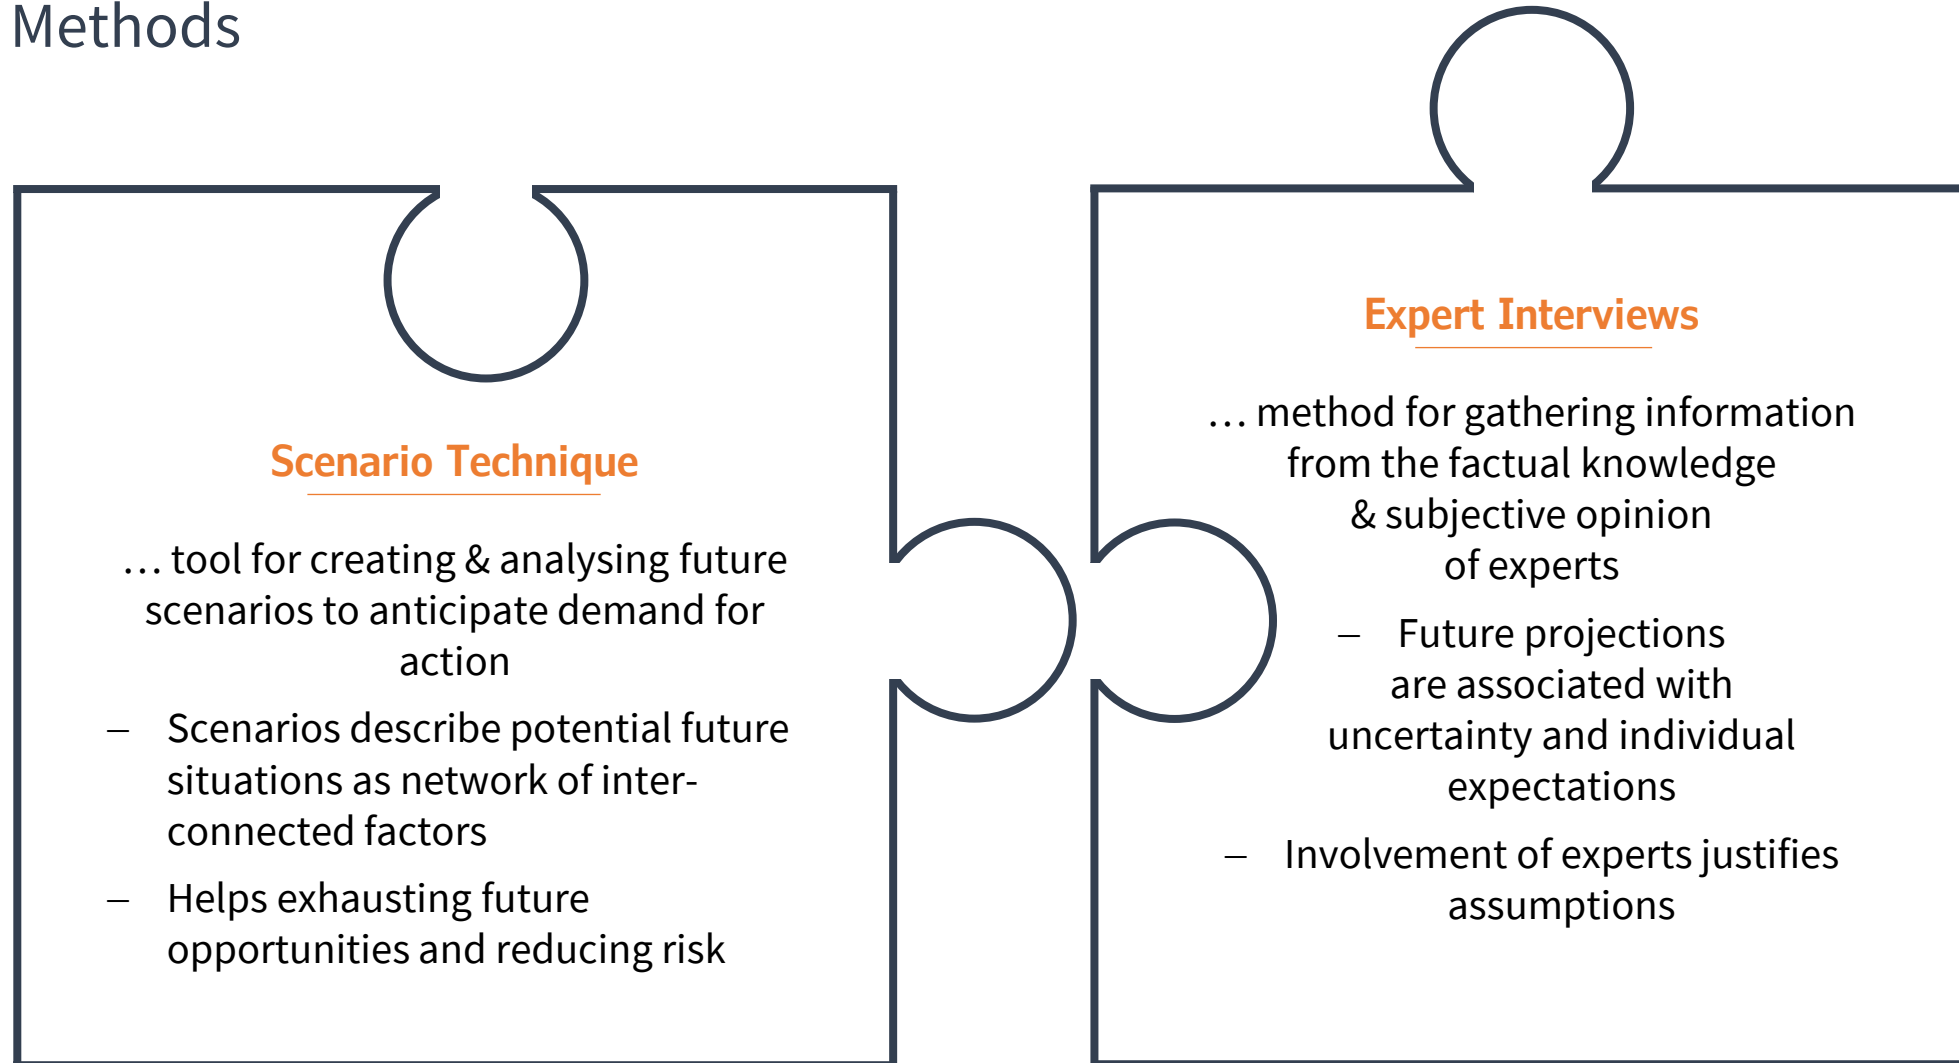 Methods
Scenario Technique
… tool for creating & analysing future
scenarios to anticipate demand for
action
– Scenarios describe potential future
situations as network of inter-
connected factors
– Helps exhausting future
opportunities and reducing risk
Expert Interviews
… method for gathering information
from the factual knowledge
& subjective opinion
of experts
– Future projections
are associated with
uncertainty and individual
expectations
– Involvement of experts justifies
assumptions